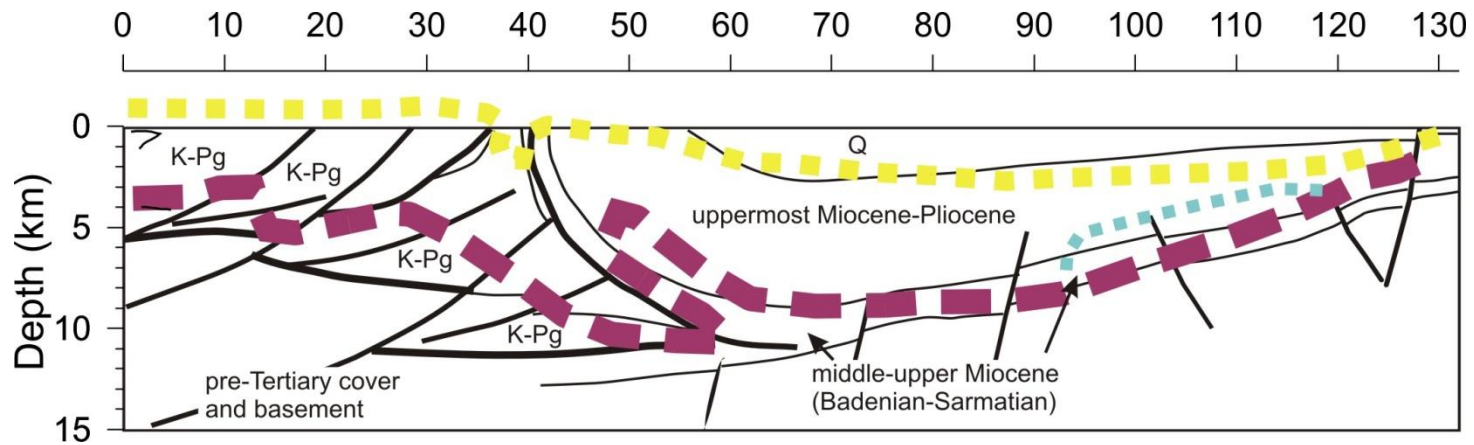 0 10 20 30 40 50 60 70 80 90 100 110 120 130
Depth (km)
0
5
10
15
K-Pg
K-Pg
K-Pg
K-Pg
Q
uppermost Miocene-Pliocene
pre-Tertiary cover
and basement
middle-upper Miocene
(Badenian-Sarmatian)